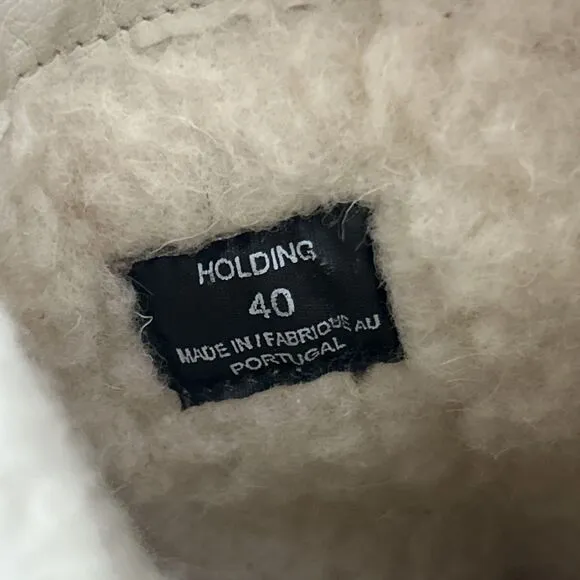 HOLDING
40
MADE IN / FABRIQUE AU
PORTUGAL